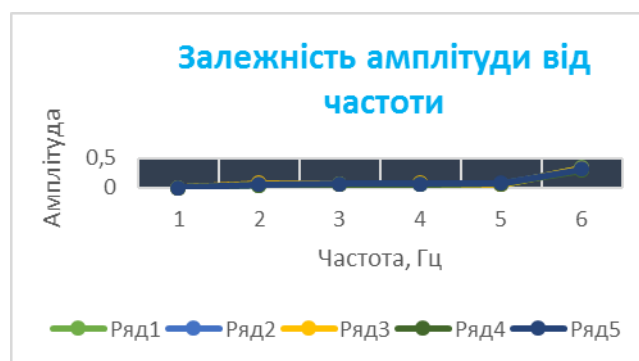 Залежність амплітуди від
частоти
Амплітуда
0,5
0
1 2 3 4 5 6
Частота, Гц
Ряд1 Ряд2 Ряд3 Ряд4 Ряд5